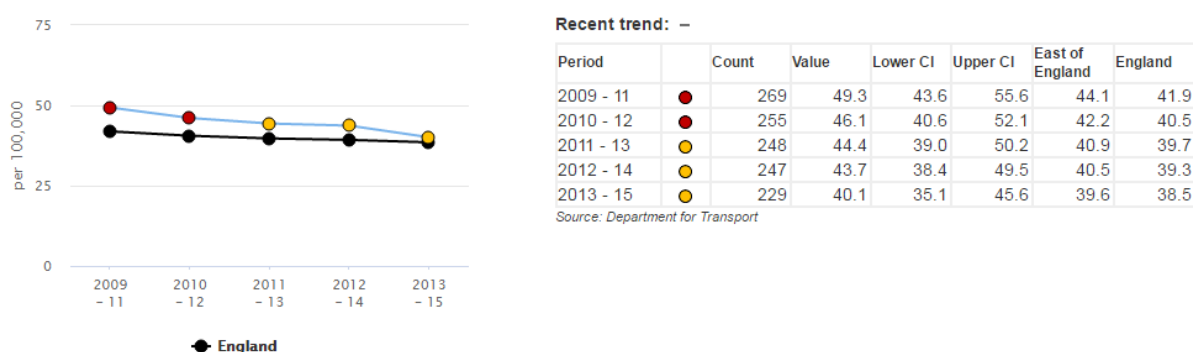 75
50
25
0
per 100,000
2009
– 11
2010
– 12
2011
– 13
2012
– 14
2013
– 15
England
Recent trend: –
Period Count Value Lower CI Upper CI East of England England
2009 - 11 269 49.3 43.6 55.6 44.1 41.9
2010 - 12 255 46.1 40.6 52.1 42.2 40.5
2011 - 13 248 44.4 39.0 50.2 40.9 39.7
2012 - 14 247 43.7 38.4 49.5 40.5 39.3
2013 - 15 229 40.1 35.1 45.6 39.6 38.5
Source: Department for Transport